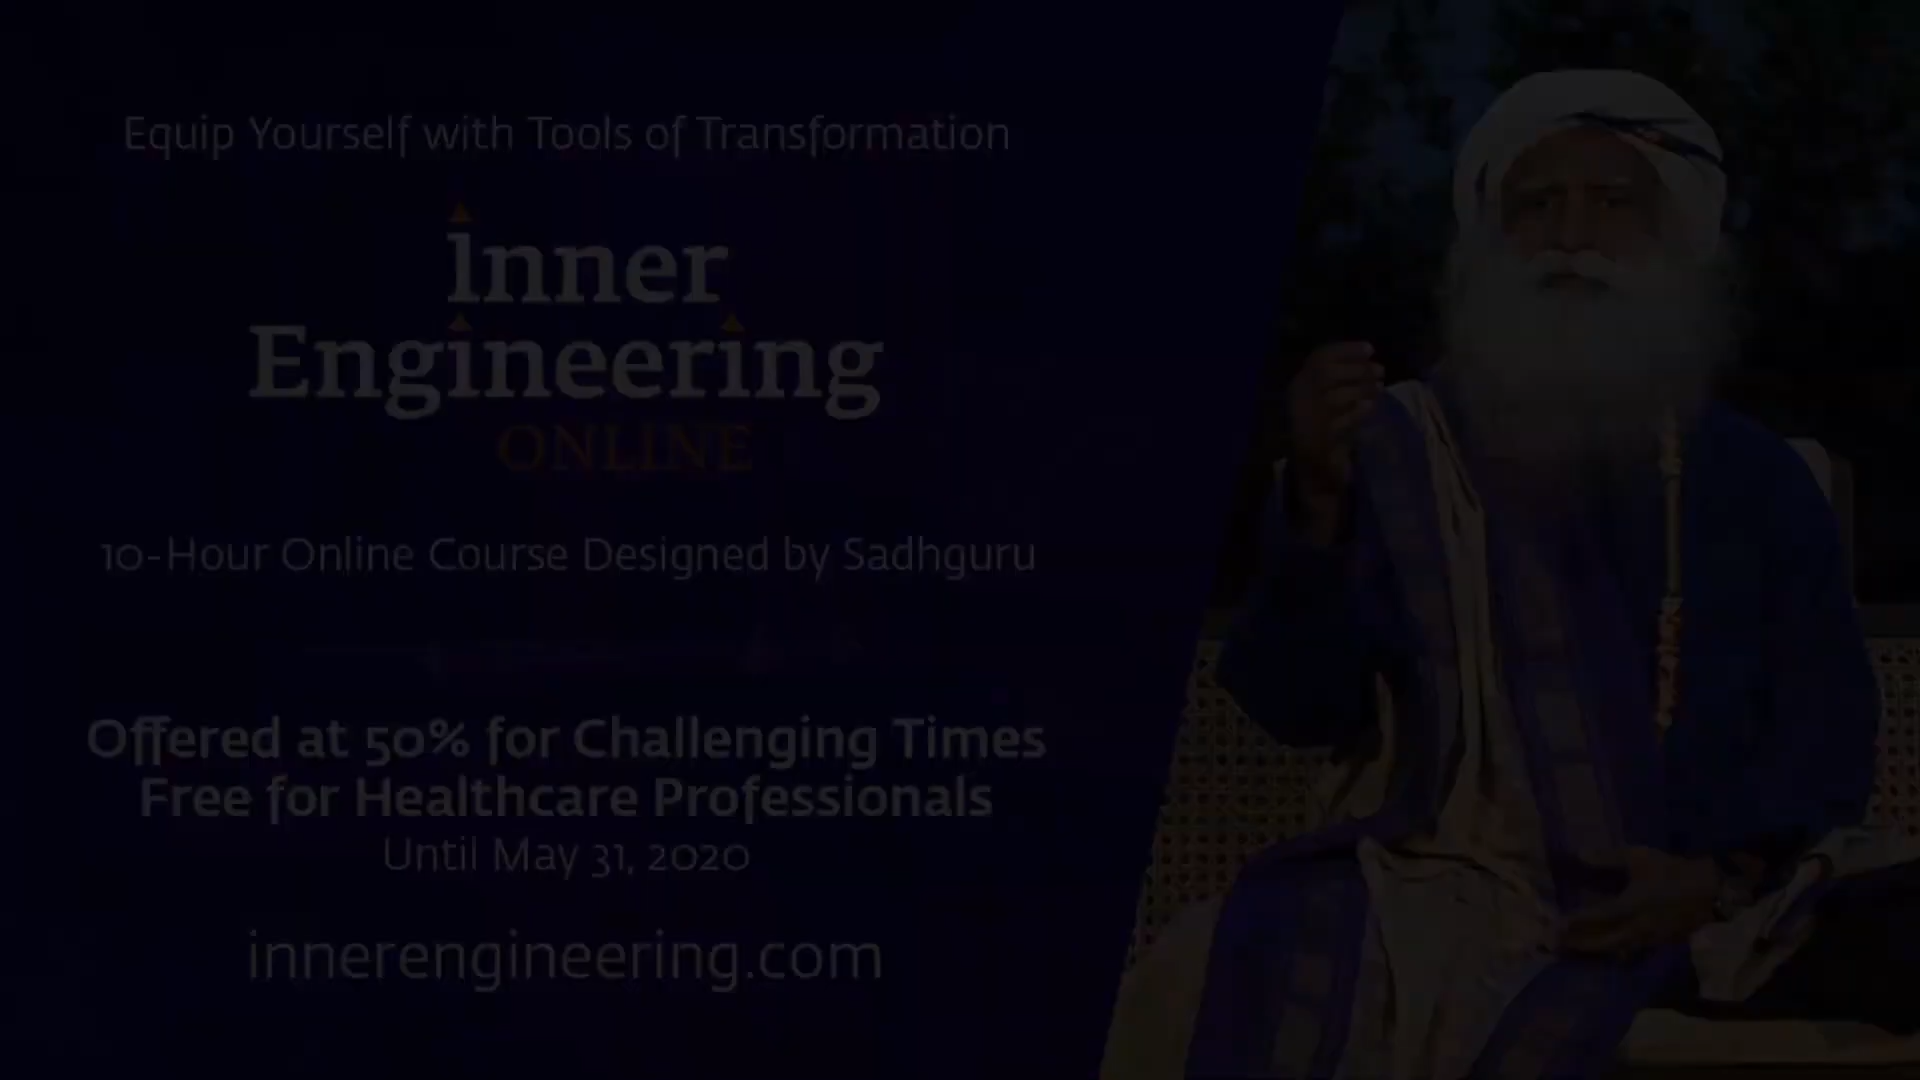 Equip Yourself with Tools of Transformation
inner
Engineering
ONLINE
10-Hour Online Course Designed by Sadhguru
Offered at 50% for Challenging Times
Free for Healthcare Professionals
Until May 31, 2020
innerengineering.com